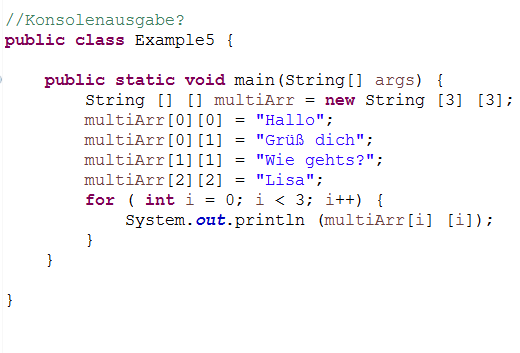 //Konsolenausgabe?
public class Example5 {
public static void main(String[] args) {
String [] [] multiArr = new String [3] [3];
multiArr[0][0] = "Hallo";
multiArr[0][1] = "Grüß dich";
multiArr[1][1] = "Wie gehts?";
multiArr[2][2] = "Lisa";
for ( int i = 0; i < 3; i++) {
System.out.println (multiArr[i] [i]);
}
}
}